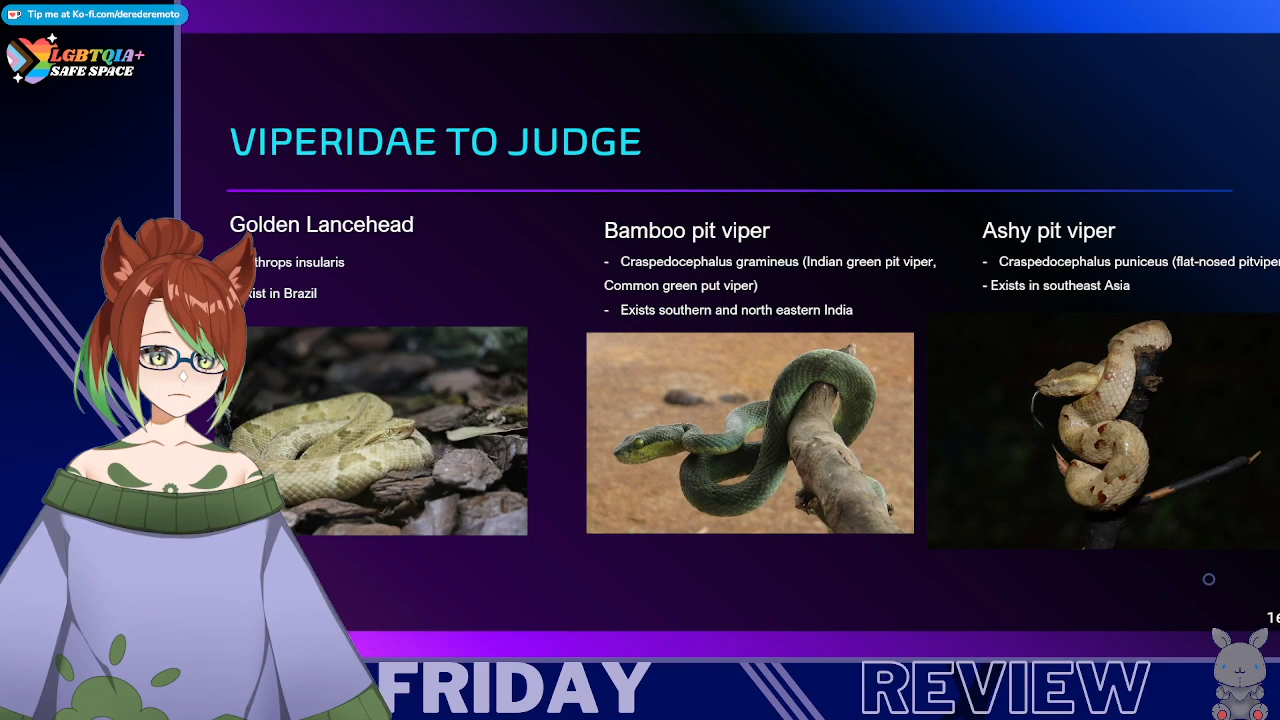 Tip me at Ko-fi.com/derederemoto
LGBTQIA+
SAFE SPACE
VIPERIDAE TO JUDGE
Golden Lancehead
throps insularis
xist in Brazil
Bamboo pit viper
- Craspedocephalus gramineus (Indian green pit viper,
Common green put viper)
- Exists southern and north eastern India
Ashy pit viper
- Craspedocephalus puniceus (flat-nosed pitviper
- Exists in southeast Asia
16
FRIDAY
REVIEW